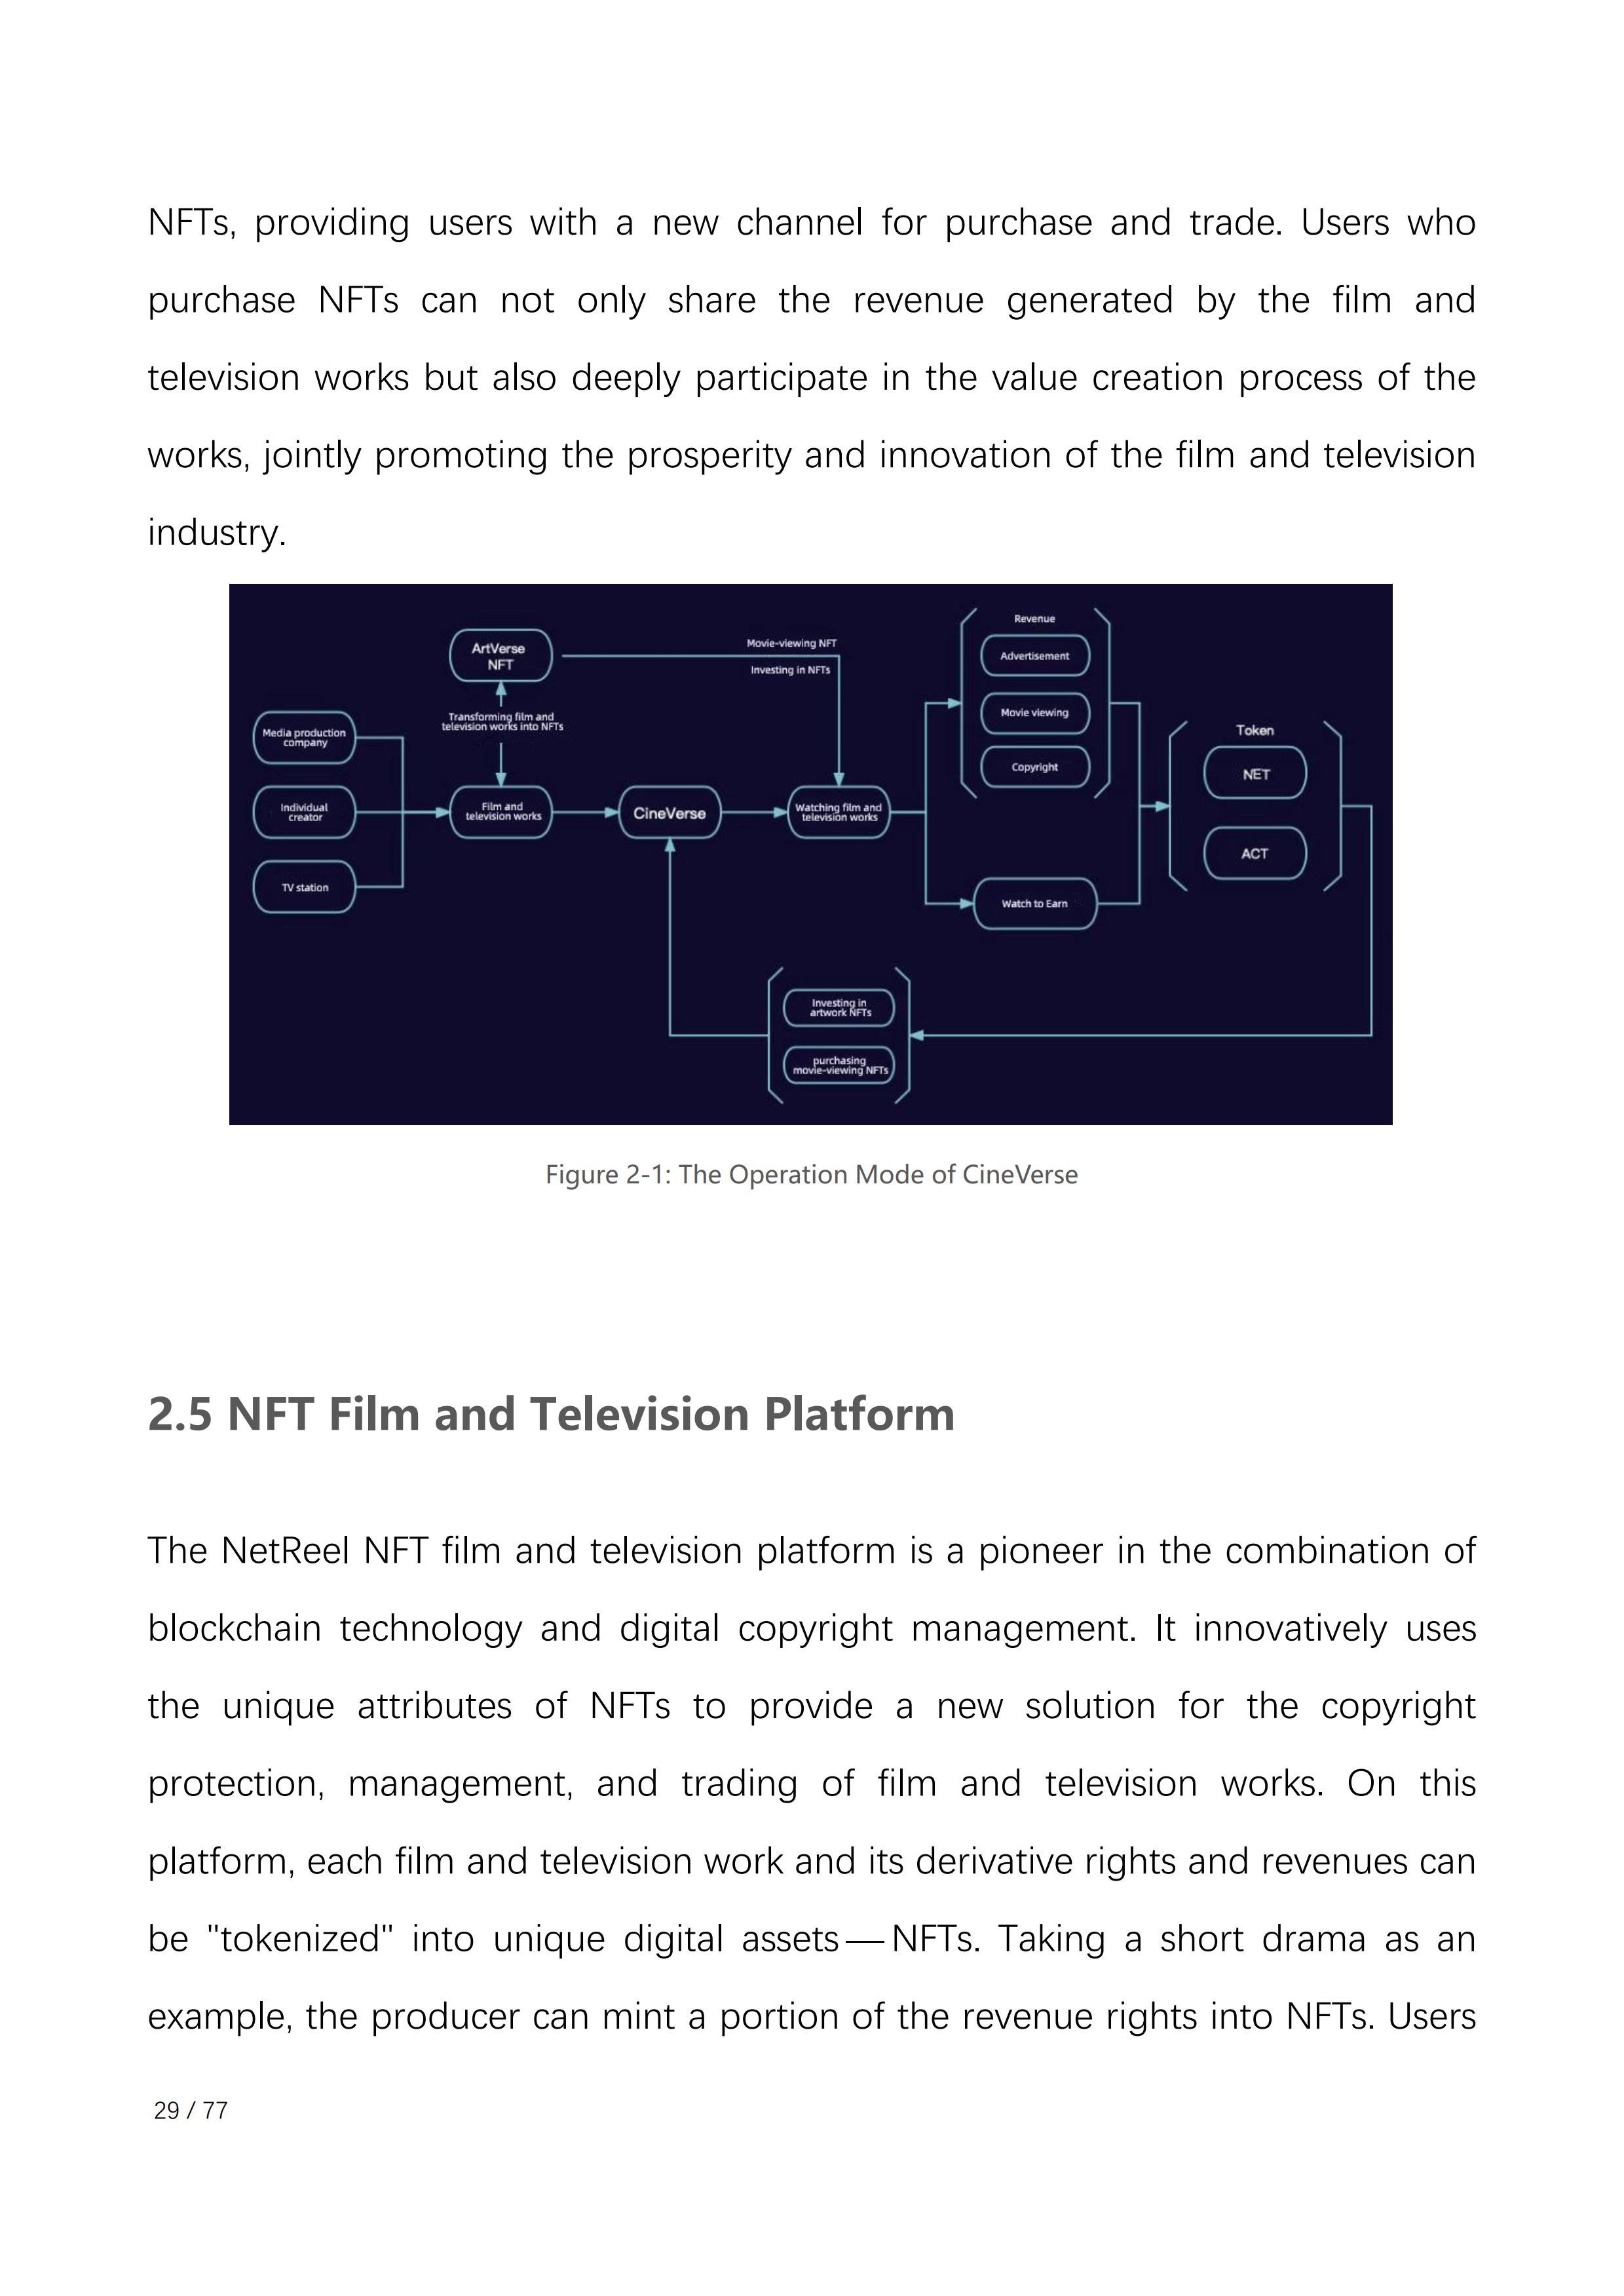 NFTs, providing users with a new channel for purchase and trade. Users who
purchase NFTs can not only share the revenue generated by the film and
television works but also deeply participate in the value creation process of the
works, jointly promoting the prosperity and innovation of the film and television
industry.
Media production
company
Individual
creator
TV station
ArtVerse
NFT
Transforming film and
television works into NFTs
Film and
television works
CineVerse
Movie-viewing NFT
Investing in NFTs
Watching film and
television works
Revenue
Advertisement
Movie viewing
Copyright
Watch to Earn
Token
NET
ACT
Investing in
artwork NFTs
purchasing
movie-viewing NFTs
Figure 2-1: The Operation Mode of CineVerse
2.5 NFT Film and Television Platform
The NetReel NFT film and television platform is a pioneer in the combination of
blockchain technology and digital copyright management. It innovatively uses
the unique attributes of NFTs to provide a new solution for the copyright
protection, management, and trading of film and television works. On this
platform, each film and television work and its derivative rights and revenues can
be "tokenized" into unique digital assets—NFTs. Taking a short drama as an
example, the producer can mint a portion of the revenue rights into NFTs. Users
29 / 77